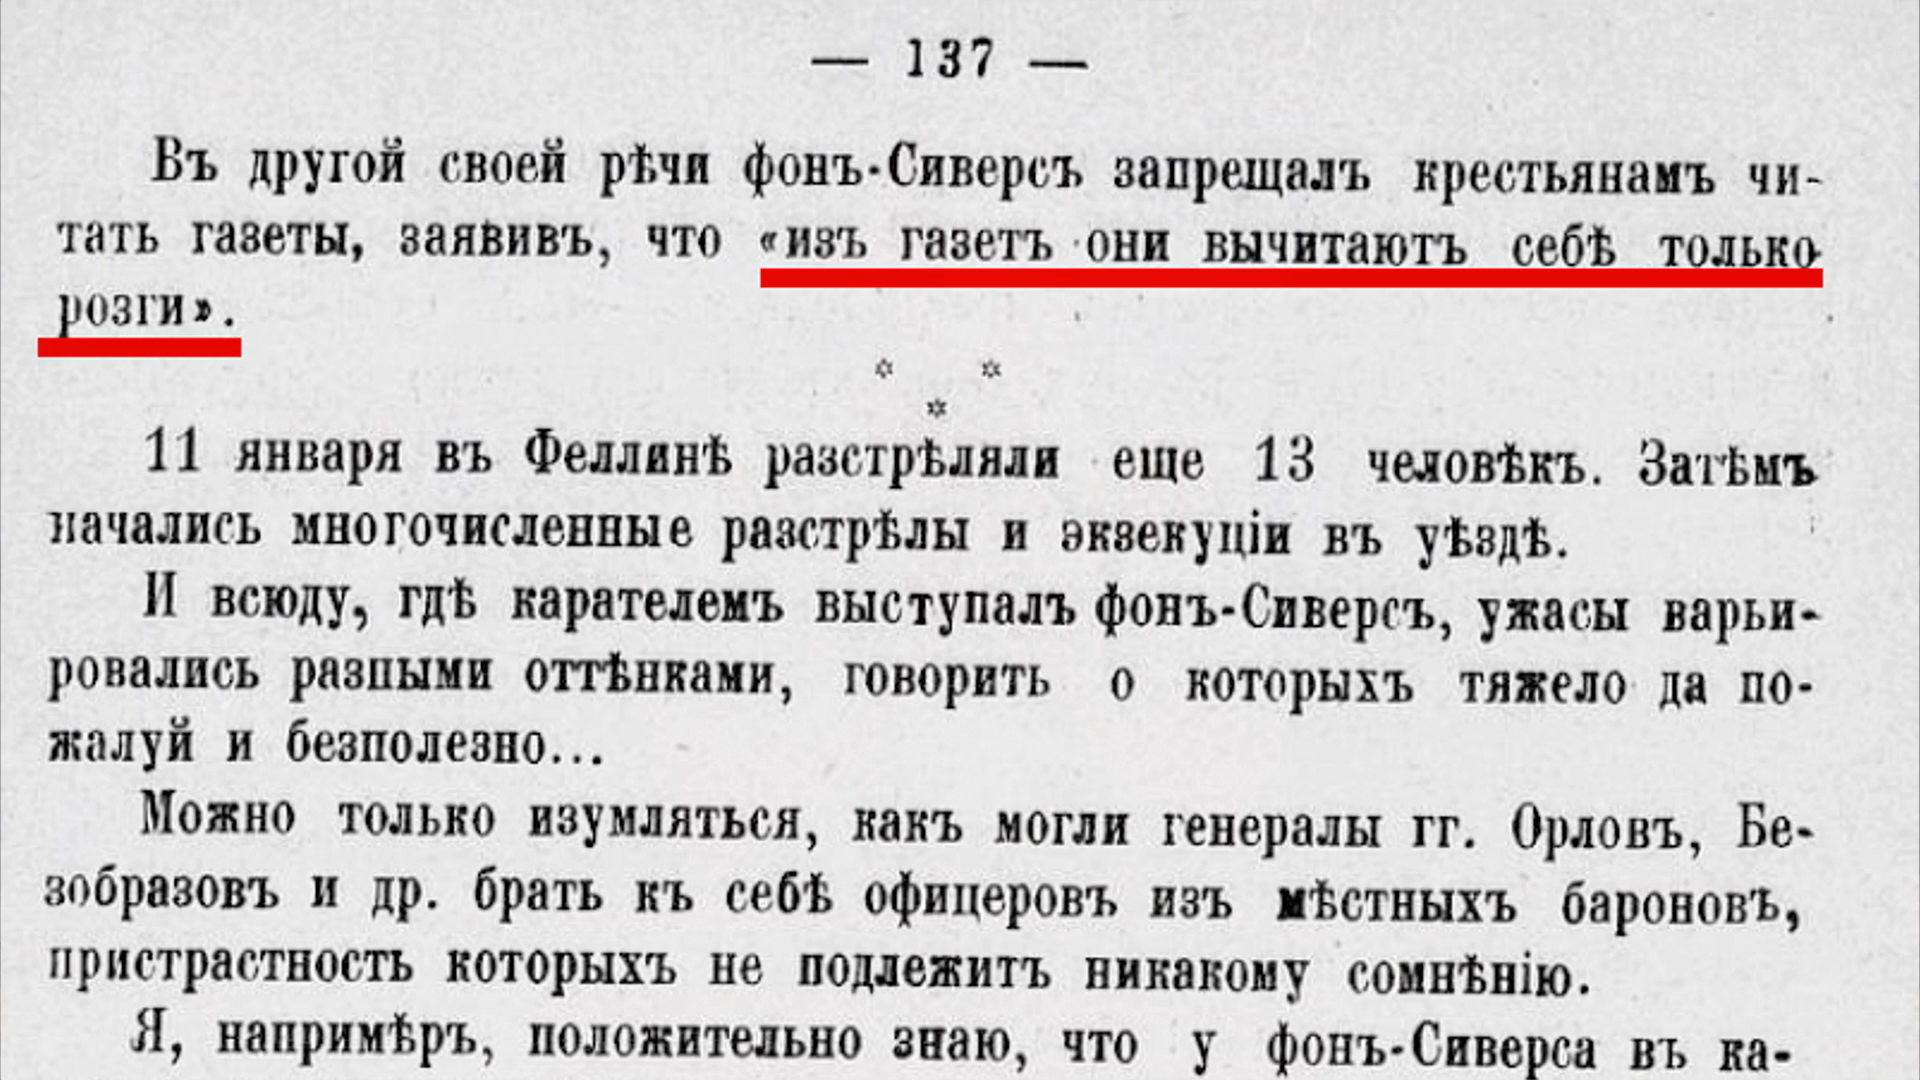 — 137 —
Въ другой своей рѣчи фонъ-Сиверсъ запрещалъ крестьянамъ чи-
тать газеты, заявивъ, что «изъ газетъ они вычитаютъ себѣ только
розги».
* *
*
11 января въ Феллинѣ разстрѣляли еще 13 человѣкъ. Затѣмъ
начались многочисленные разстрѣлы и экзекуціи въ уѣздѣ.
И всюду, гдѣ карателемъ выступалъ фонъ-Сиверсъ, ужасы варьи-
ровались разными оттѣнками, говорить о которыхъ тяжело да по-
жалуй и безполезно...
Можно только изумляться, какъ могли генералы гг. Орловъ, Бе-
зобразовъ и др. брать къ себѣ офицеровъ изъ мѣстныхъ бароновъ,
пристрастность которыхъ не подлежитъ никакому сомнѣнію.
Я, напримѣръ, положительно знаю, что у фонъ-Сиверса въ ка-